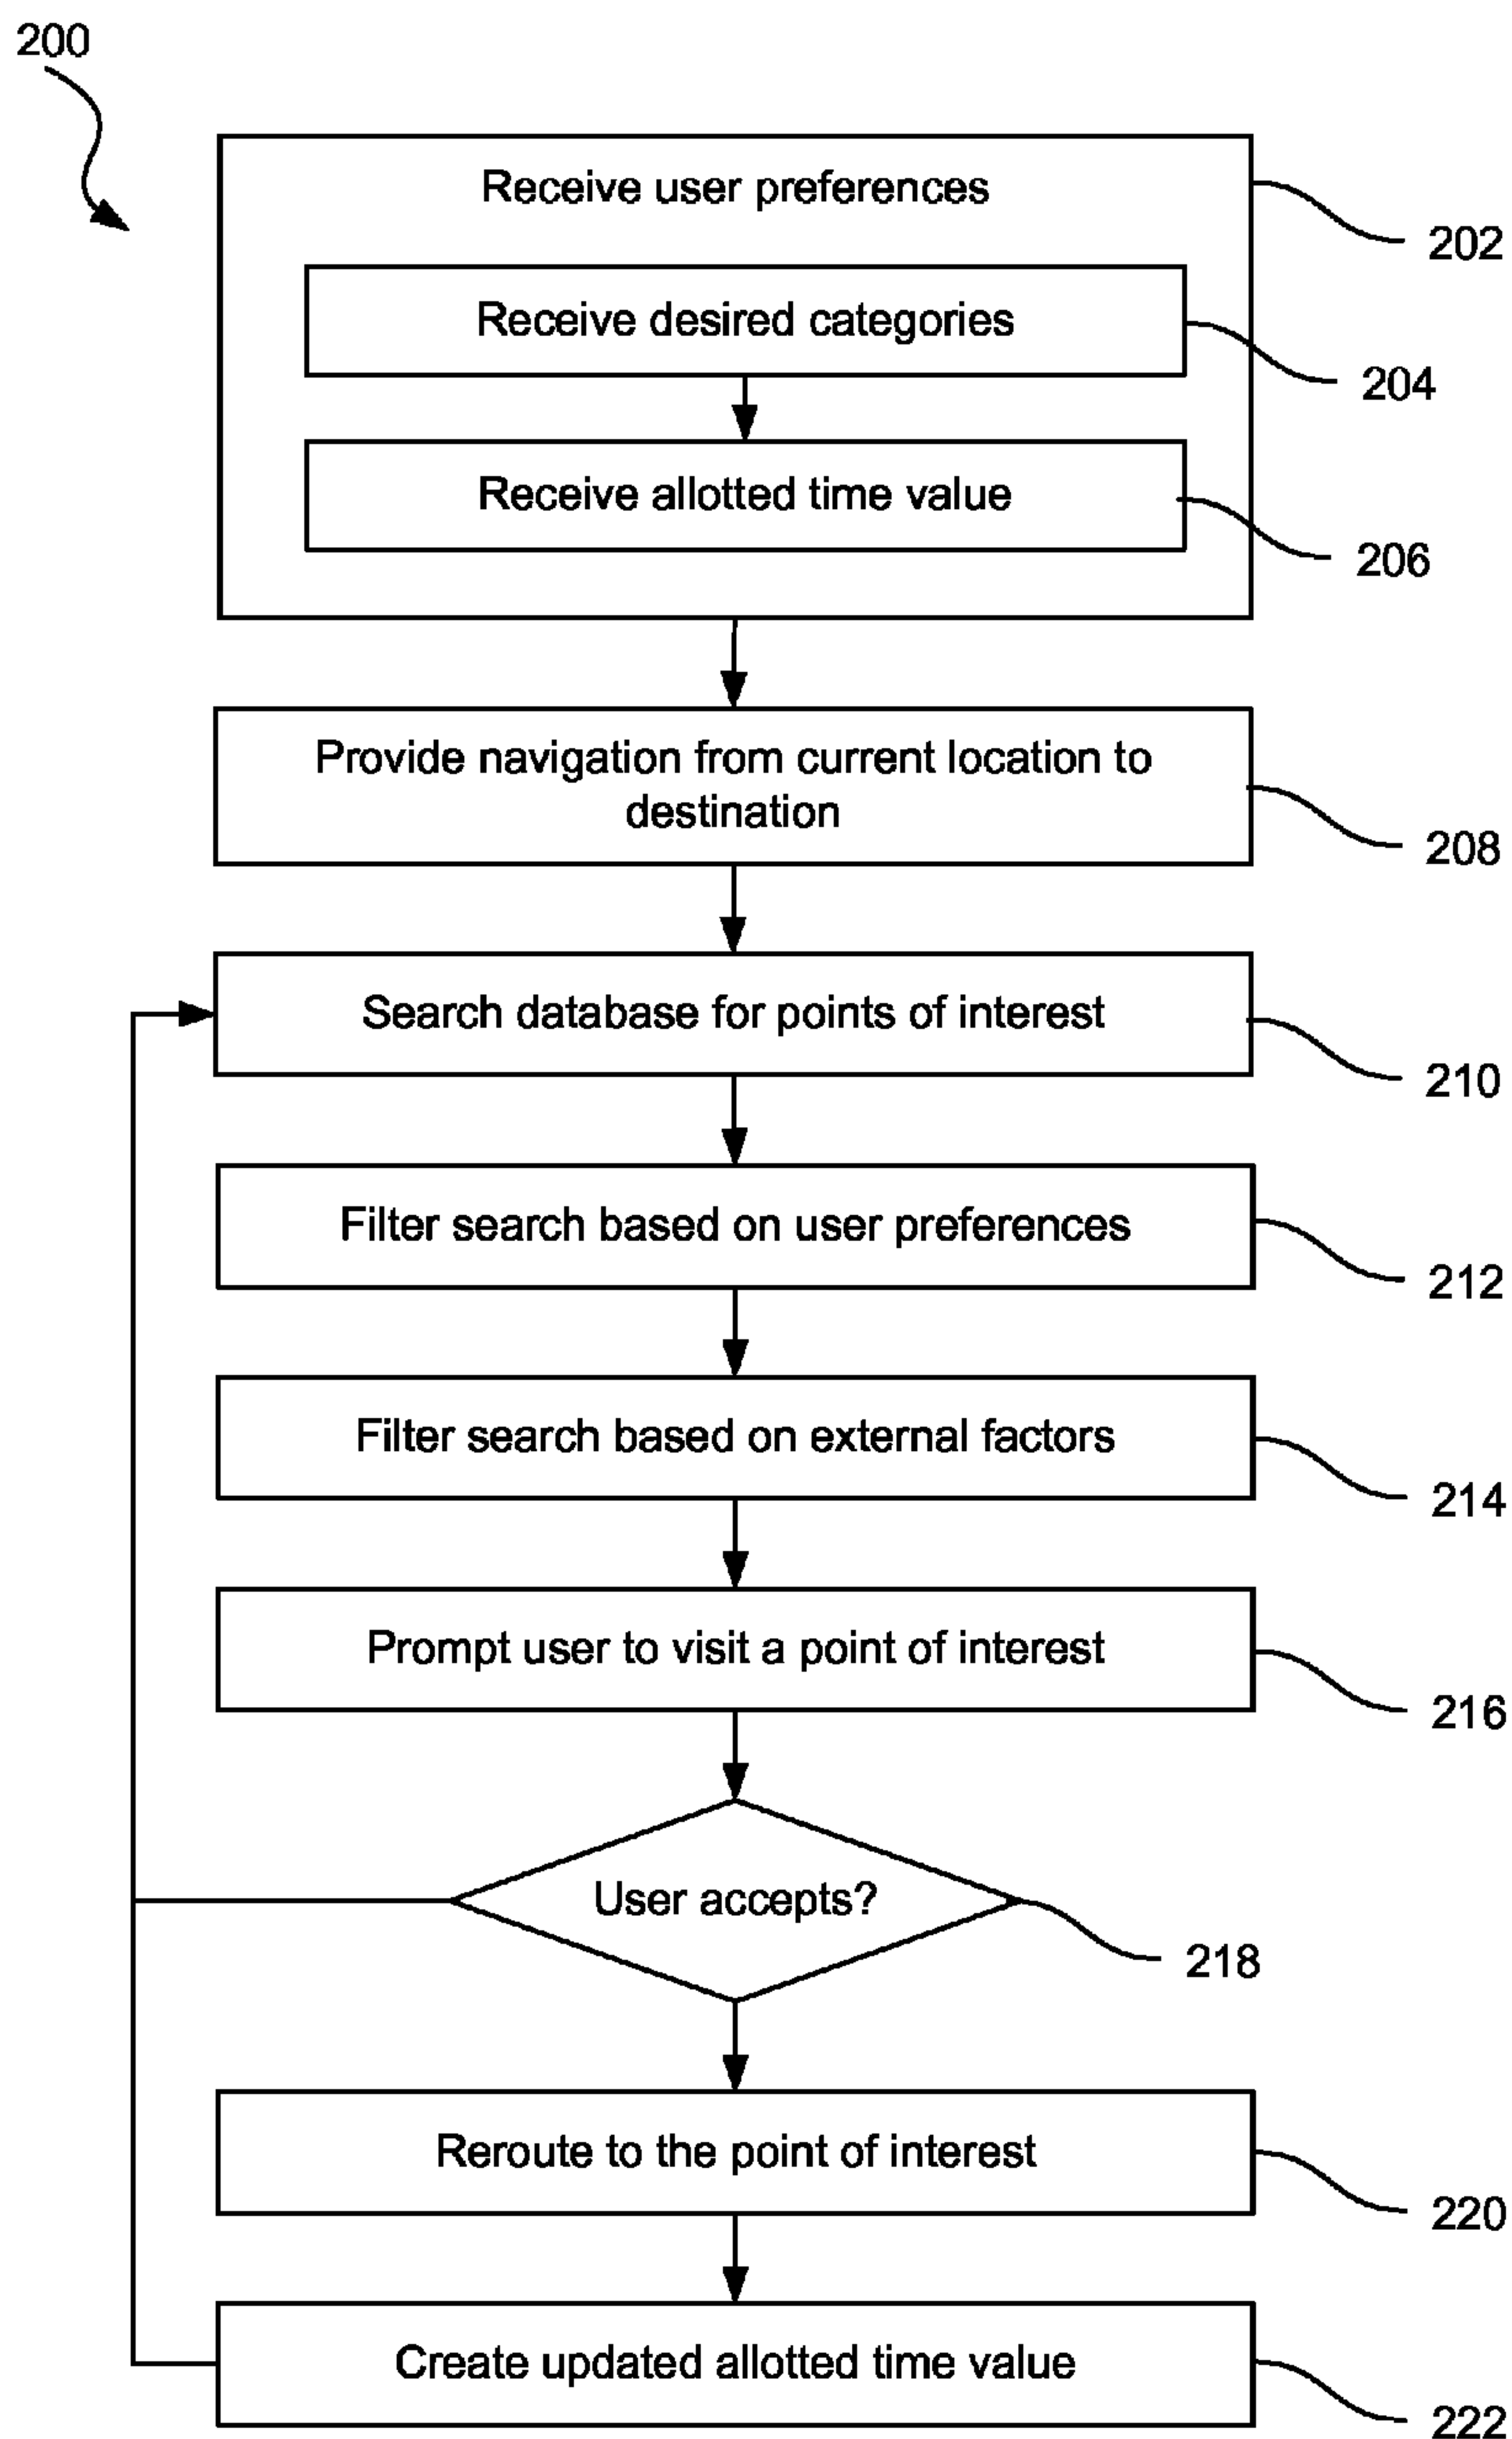 200
Receive user preferences
202
Receive desired categories
204
Receive allotted time value
206
Provide navigation from current location to
destination
208
Search database for points of interest
210
Filter search based on user preferences
212
Filter search based on external factors
214
Prompt user to visit a point of interest
216
User accepts?
218
Reroute to the point of interest
220
Create updated allotted time value
222